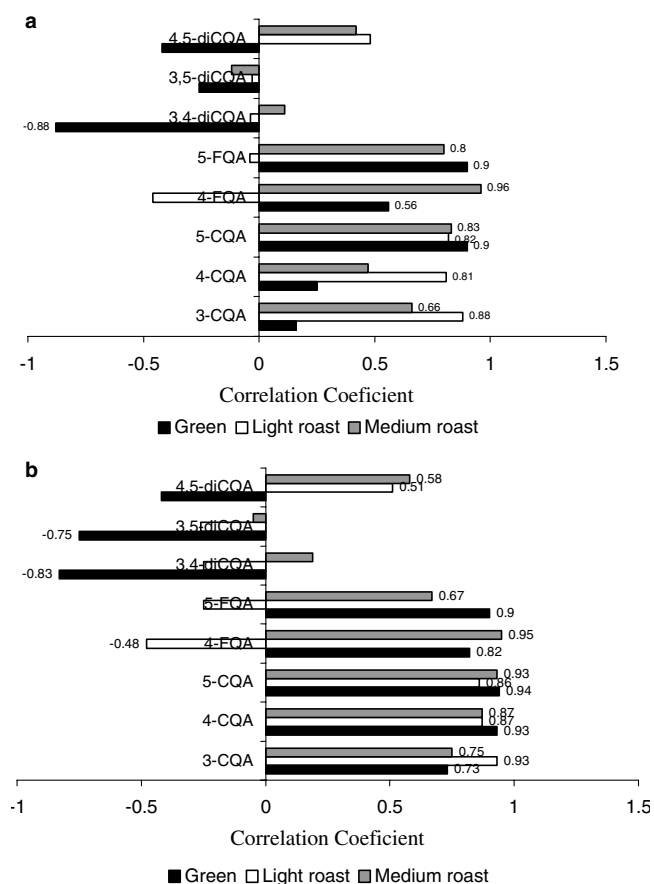 a
4,5-diCQA
3,5-diCQA
3,4-diCQA
-0.88
5-FQA
0.8
0.9
4-FQA
0.96
0.56
5-CQA
0.83
0.82
0.9
4-CQA
0.81
3-CQA
0.66
0.88
-1 -0.5 0 0.5 1 1.5
Correlation Coeficient
Green Light roast Medium roast
b
4,5-diCQA
0.58
0.51
3,5-diCQA
-0.75
3,4-diCQA
-0.83
5-FQA
0.67
0.9
4-FQA
0.95
-0.48
0.82
5-CQA
0.93
0.86
0.94
4-CQA
0.87
0.87
0.93
3-CQA
0.75
0.93
0.73
-1 -0.5 0 0.5 1 1.5
Correlation Coeficient
Green Light roast Medium roast